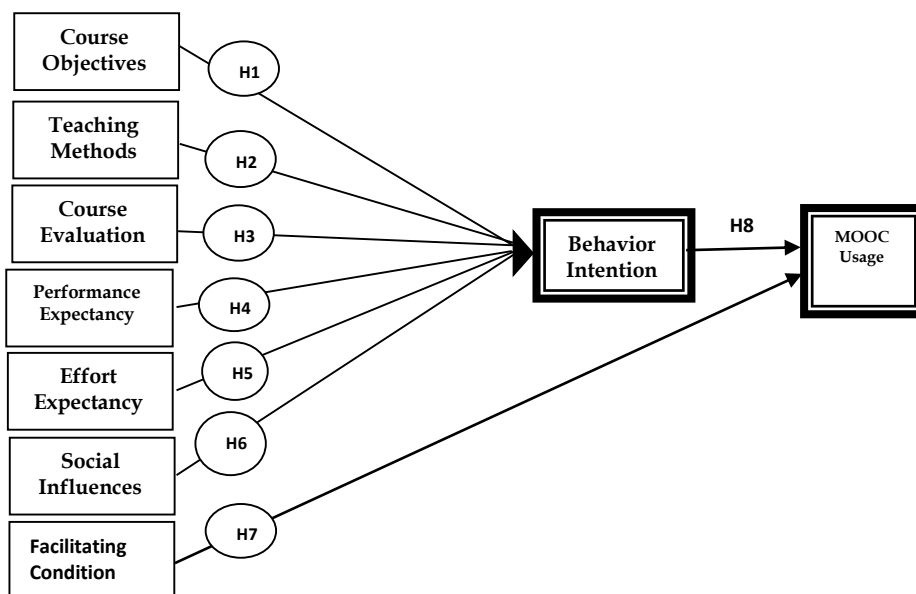 Course
Objectives
H1
Teaching
Methods
H2
Course
Evaluation
H3
Performance
Expectancy
H4
Effort
Expectancy
H5
Social
Influences
H6
Facilitating
Condition
H7
Behavior
Intention
H8
MOOC
Usage